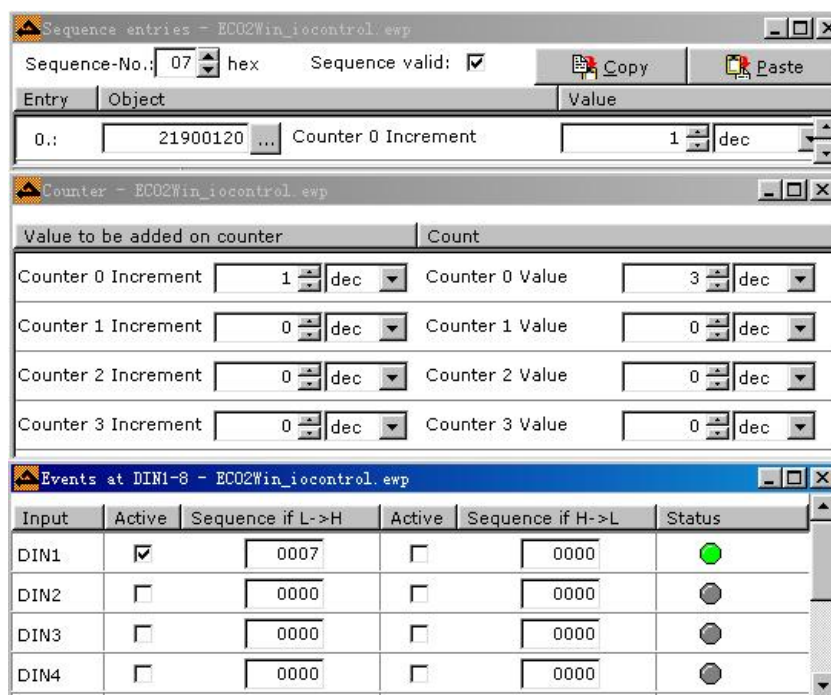 Sequence entries - ECO2Win_iocontrol.ewp
Sequence-No.: 07 hex Sequence valid: Copy Paste
Entry Object Value
0.: 21900120 ... Counter 0 Increment 1 dec
Counter - ECO2Win_iocontrol.ewp
Value to be added on counter Count
Counter 0 Increment 1 dec Counter 0 Value 3 dec
Counter 1 Increment 0 dec Counter 1 Value 0 dec
Counter 2 Increment 0 dec Counter 2 Value 0 dec
Counter 3 Increment 0 dec Counter 3 Value 0 dec
Events at DIN1-8 - ECO2Win_iocontrol.ewp
Input Active Sequence if L->H Active Sequence if H->L Status
DIN1 0007 0000
DIN2 0000 0000
DIN3 0000 0000
DIN4 0000 0000